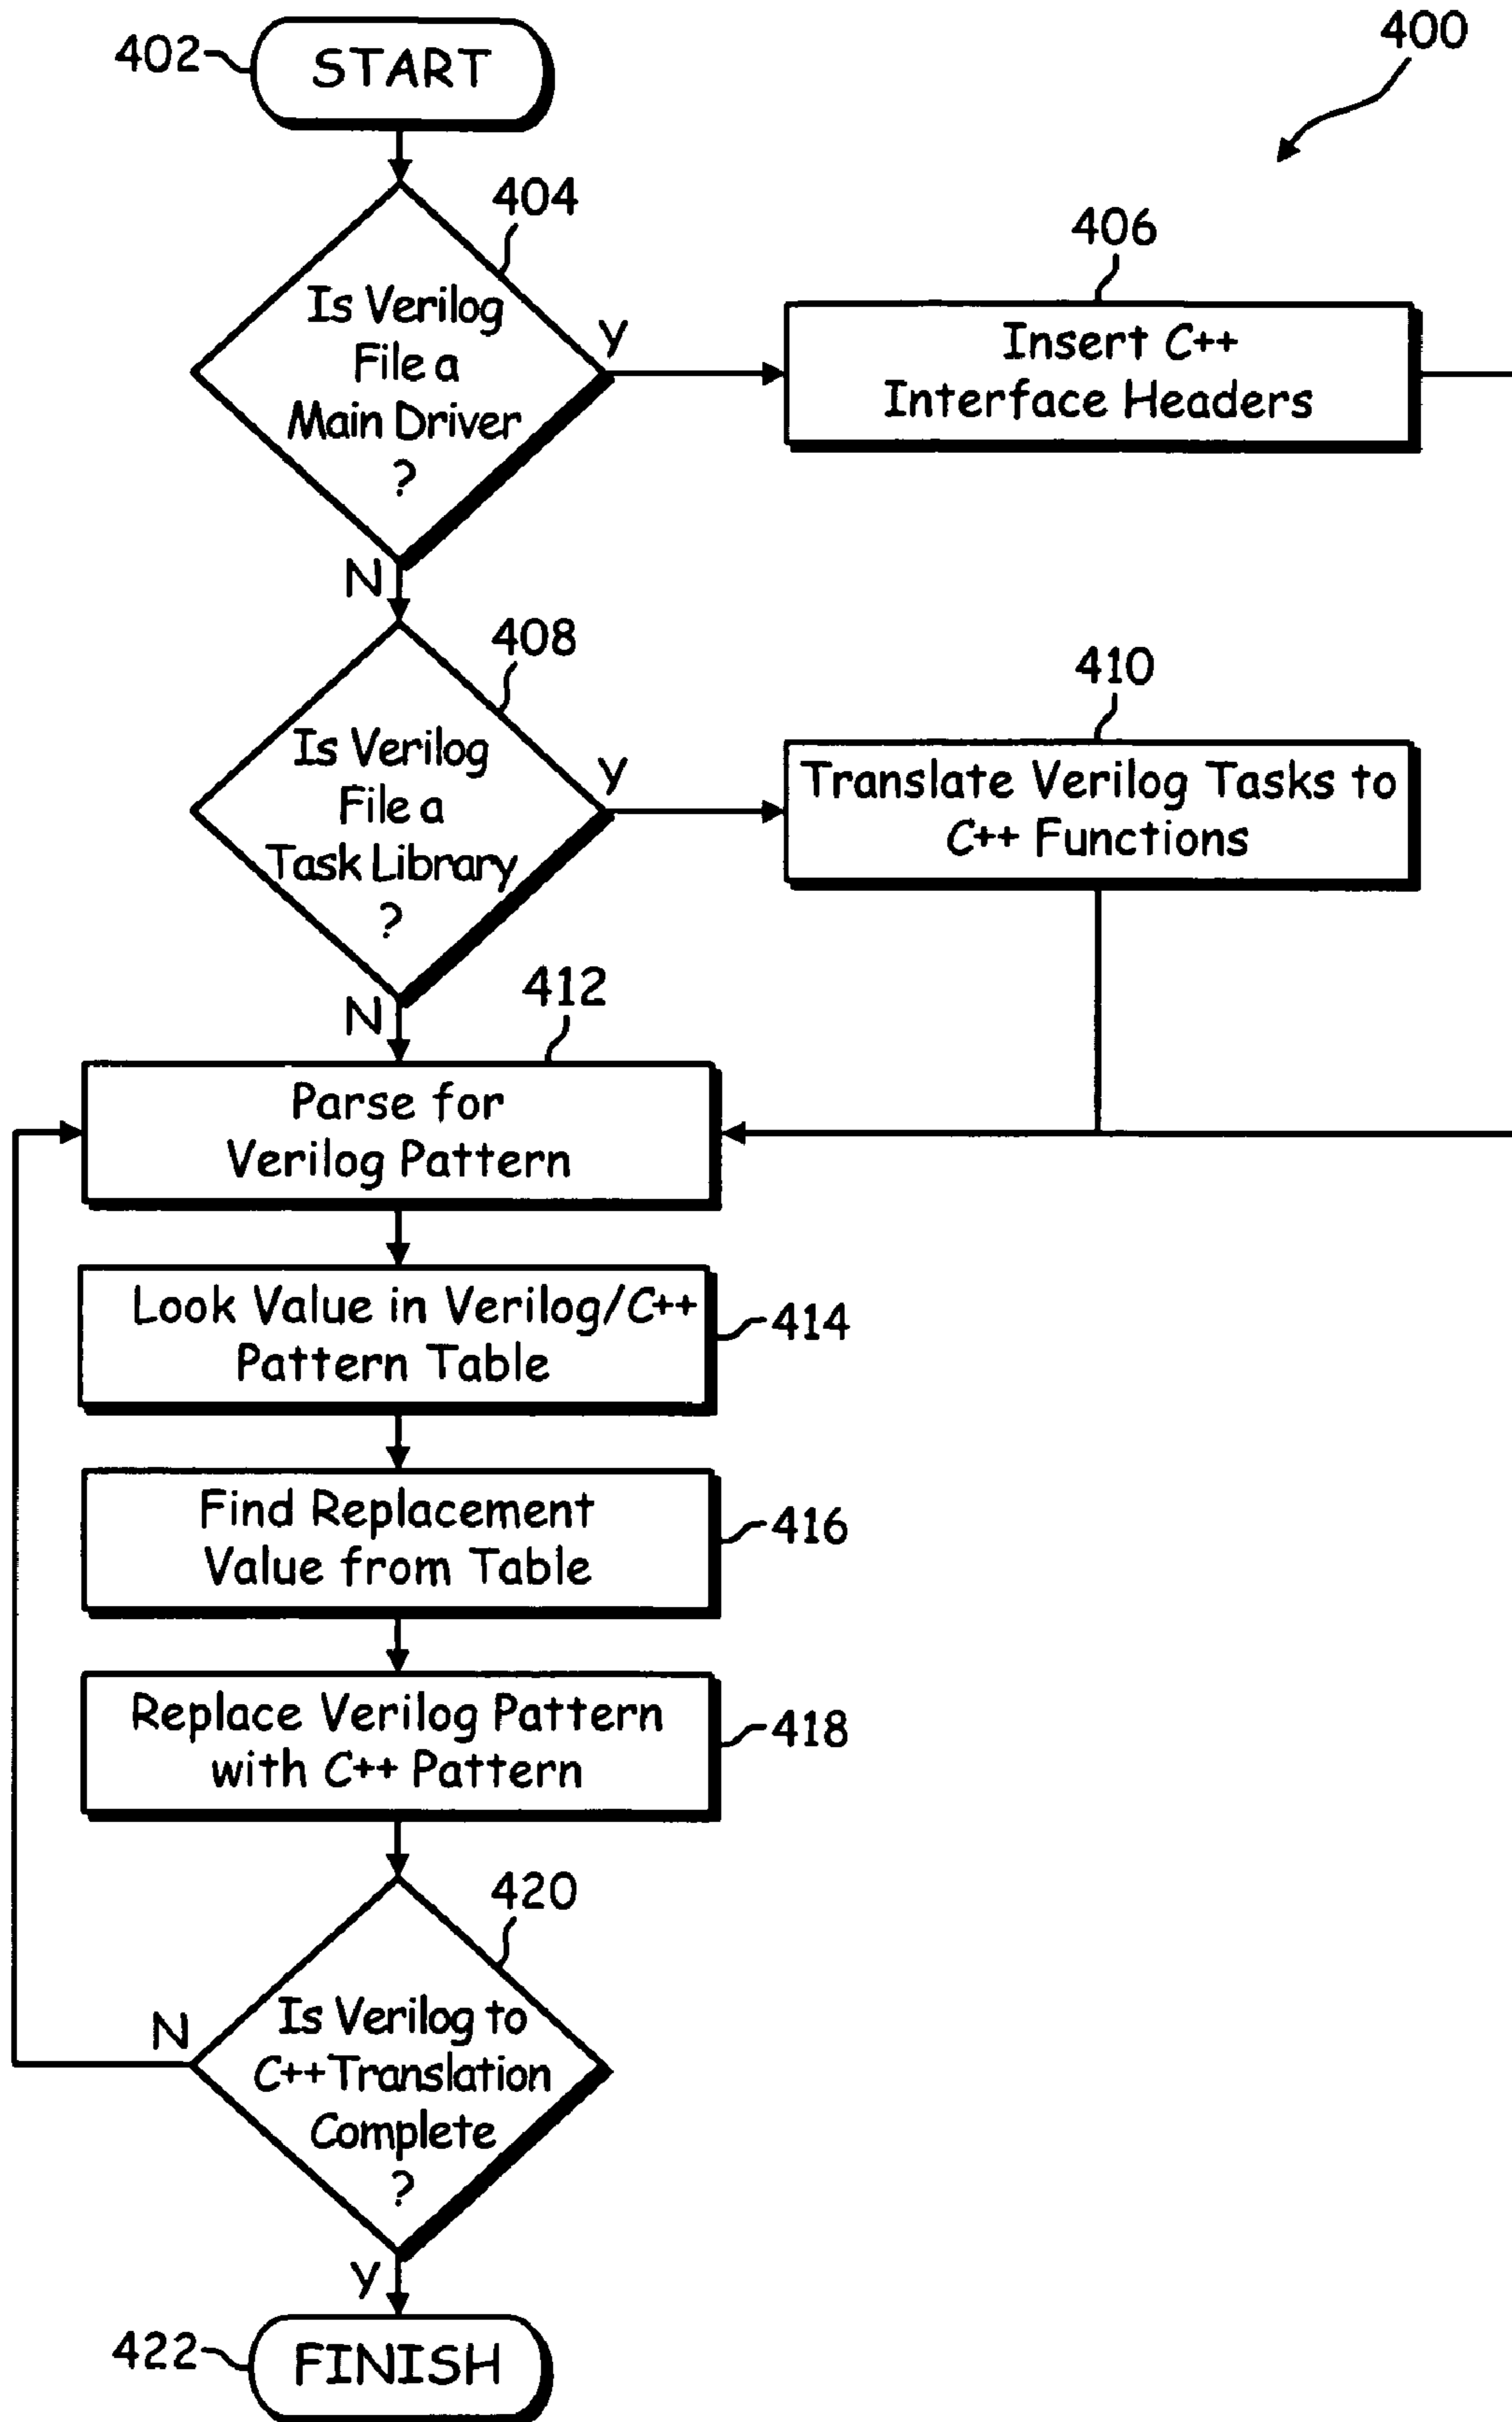 400
402
START
404
Is Verilog
File a
Main Driver
?
Y
N
406
Insert C++
Interface Headers
408
Is Verilog
File a
Task Library
?
Y
N
410
Translate Verilog Tasks to
C++ Functions
412
Parse for
Verilog Pattern
Look Value in Verilog/C++
Pattern Table
414
Find Replacement
Value from Table
416
Replace Verilog Pattern
with C++ Pattern
418
420
Is Verilog to
C++ Translation
Complete
?
N
Y
422
FINISH